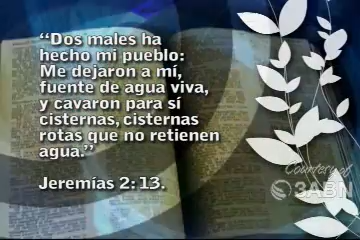 “Dos males ha
hecho mi pueblo:
Me dejaron a mí,
fuente de agua viva,
y cavaron para sí
cisternas, cisternas
rotas que no retienen
agua.”
Jeremías 2: 13.
Courtesy of
3ABN